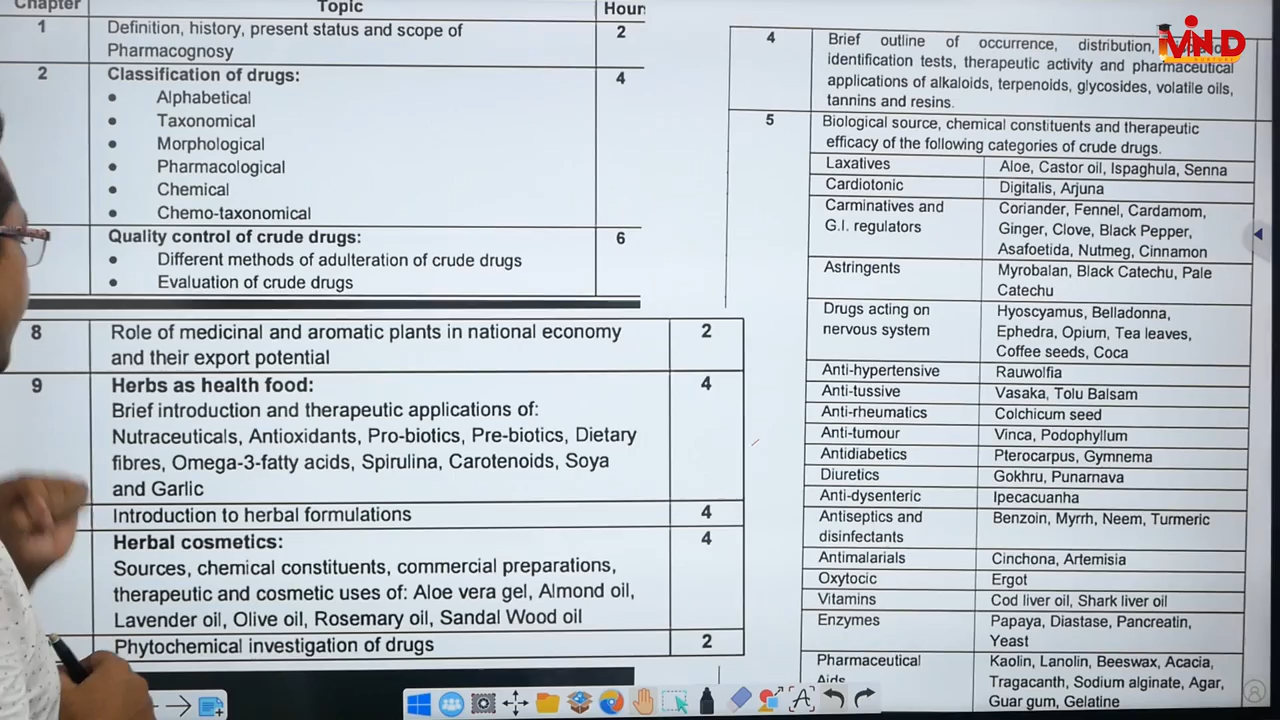 Chapter Topic Hours
1 Definition, history, present status and scope of 2
Pharmacognosy
2 Classification of drugs: 4
• Alphabetical
• Taxonomical
• Morphological
• Pharmacological
• Chemical
• Chemo-taxonomical
Quality control of crude drugs: 6
• Different methods of adulteration of crude drugs
• Evaluation of crude drugs
8 Role of medicinal and aromatic plants in national economy 2
and their export potential
9 Herbs as health food: 4
Brief introduction and therapeutic applications of:
Nutraceuticals, Antioxidants, Pro-biotics, Pre-biotics, Dietary
fibres, Omega-3-fatty acids, Spirulina, Carotenoids, Soya
and Garlic
Introduction to herbal formulations 4
Herbal cosmetics: 4
Sources, chemical constituents, commercial preparations,
therapeutic and cosmetic uses of: Aloe vera gel, Almond oil,
Lavender oil, Olive oil, Rosemary oil, Sandal Wood oil
Phytochemical investigation of drugs 2
VND
4 Brief outline of occurrence, distribution,
identification tests, therapeutic activity and pharmaceutical
applications of alkaloids, terpenoids, glycosides, volatile oils,
tannins and resins.
5 Biological source, chemical constituents and therapeutic
efficacy of the following categories of crude drugs.
Laxatives Aloe, Castor oil, Ispaghula, Senna
Cardiotonic Digitalis, Arjuna
Carminatives and Coriander, Fennel, Cardamom,
G.I. regulators Ginger, Clove, Black Pepper,
Asafoetida, Nutmeg, Cinnamon
Astringents Myrobalan, Black Catechu, Pale
Catechu
Drugs acting on Hyoscyamus, Belladonna,
nervous system Ephedra, Opium, Tea leaves,
Coffee seeds, Coca
Anti-hypertensive Rauwolfia
Anti-tussive Vasaka, Tolu Balsam
Anti-rheumatics Colchicum seed
Anti-tumour Vinca, Podophyllum
Antidiabetics Pterocarpus, Gymnema
Diuretics Gokhru, Punarnava
Anti-dysenteric Ipecacuanha
Antiseptics and Benzoin, Myrrh, Neem, Turmeric
disinfectants
Antimalarials Cinchona, Artemisia
Oxytocic Ergot
Vitamins Cod liver oil, Shark liver oil
Enzymes Papaya, Diastase, Pancreatin,
Yeast
Pharmaceutical Kaolin, Lanolin, Beeswax, Acacia,
Aids Tragacanth, Sodium alginate, Agar,
Guar gum, Gelatine